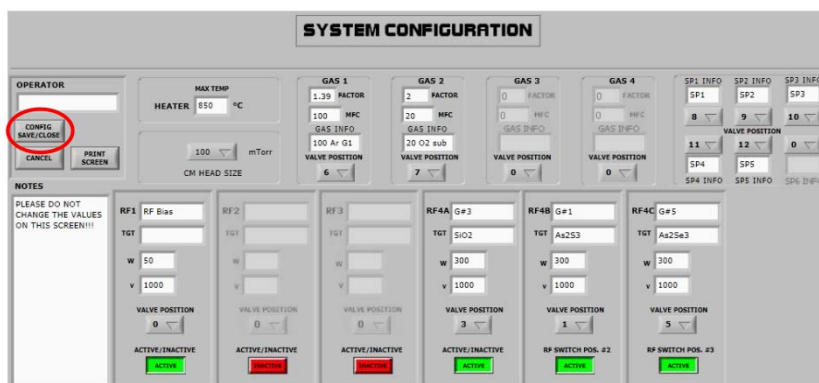 SYSTEM CONFIGURATION
OPERATOR
CONFIG
SAVE/CLOSE
CANCEL
PRINT
SCREEN
MAX TEMP
HEATER 850 °C
100 mTorr
CM HEAD SIZE
GAS 1
1.39 FACTOR
100 MFC
GAS INFO
100 Ar G1
VALVE POSITION
6
GAS 2
2 FACTOR
20 MFC
GAS INFO
20 O2 sub
VALVE POSITION
7
GAS 3
0 FACTOR
0 MFC
GAS INFO
VALVE POSITION
0
GAS 4
0 FACTOR
0 MFC
GAS INFO
VALVE POSITION
0
SP1 INFO SP2 INFO SP3 INFO
SP1 SP2 SP3
8 9 10
VALVE POSITION
11 12 0
SP4 SP5
SP4 INFO SP5 INFO SP6 INFO
NOTES
PLEASE DO NOT
CHANGE THE VALUES
ON THIS SCREEN!!!
RF1 RF Bias
TGT
W 50
V 1000
VALVE POSITION
0
ACTIVE/INACTIVE
ACTIVE
RF2
TGT
W
V
VALVE POSITION
0
ACTIVE/INACTIVE
INACTIVE
RF3
TGT
W
V
VALVE POSITION
0
ACTIVE/INACTIVE
INACTIVE
RF4A G#3
TGT SiO2
W 300
V 1000
VALVE POSITION
3
ACTIVE/INACTIVE
ACTIVE
RF4B G#1
TGT As2S3
W 300
V 1000
VALVE POSITION
1
RF SWITCH POS. #2
ACTIVE
RF4C G#5
TGT As2Se3
W 300
V 1000
VALVE POSITION
5
RF SWITCH POS. #3
ACTIVE